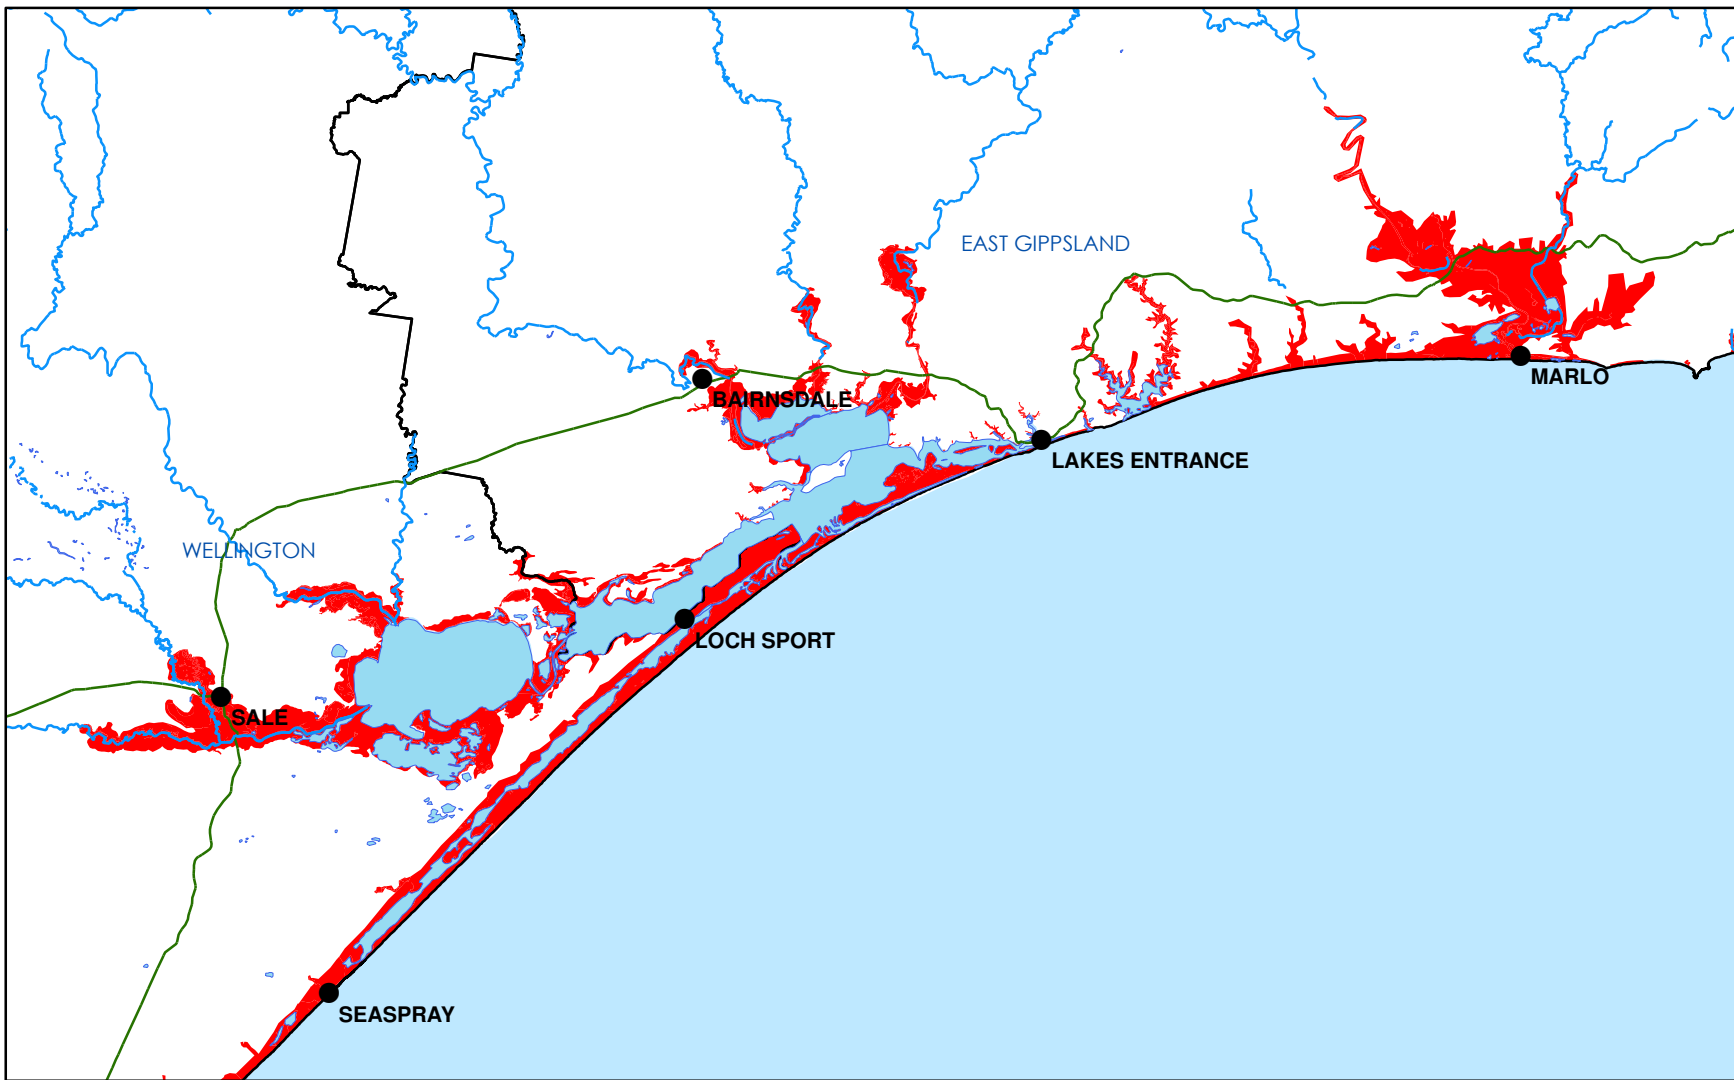 EAST GIPPSLAND
MARLO
BAIRNSDALE
LAKES ENTRANCE
WELLINGTON
LOCH SPORT
SALE
SEASPRAY